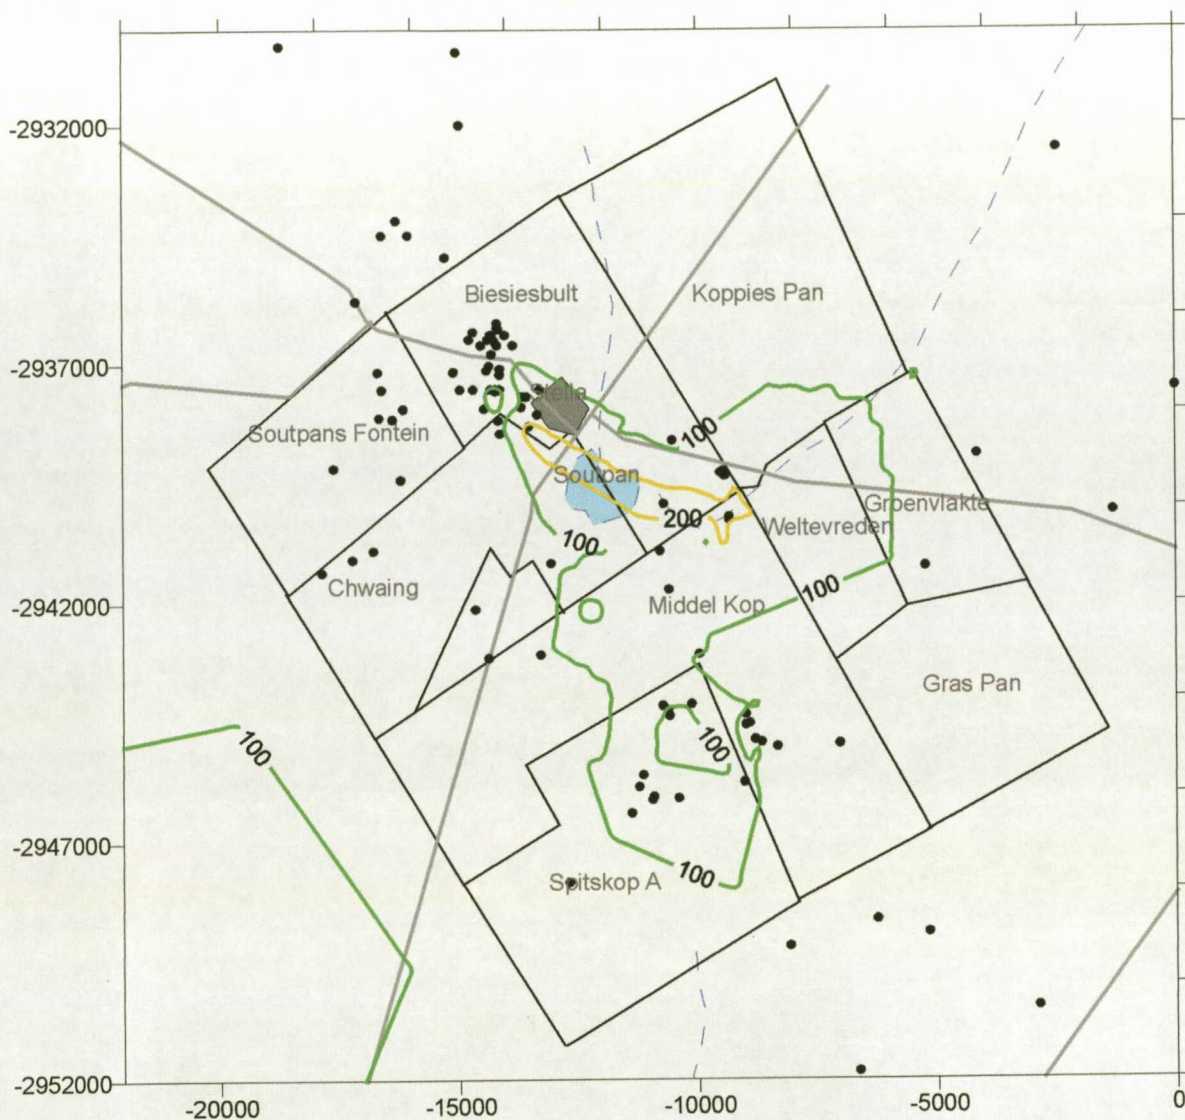 -2932000
Biesiesbult
Koppies Pan
-2937000
Stella
100
Soutpans Fontein
Soutpan
Groenvlakte
200
Weltevreden
100
Chwaing
100
-2942000
Middel Kop
Gras Pan
100
100
-2947000
100
Spitskop A
-2952000
-20000
-15000
-10000
-5000
0